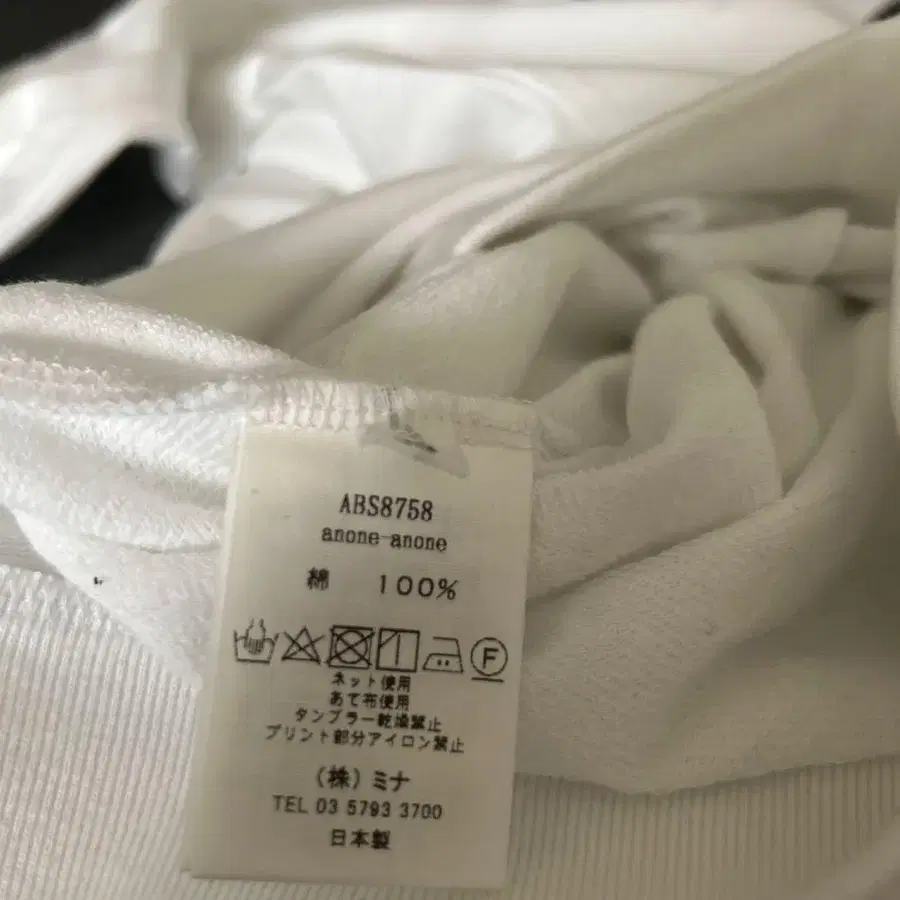 ABS8758
anone-anone
綿 100%
F
ネット使用
あて布使用
タンブラー乾燥禁止
プリント部分アイロン禁止
(株)ミナ
TEL 03 5793 3700
日本製